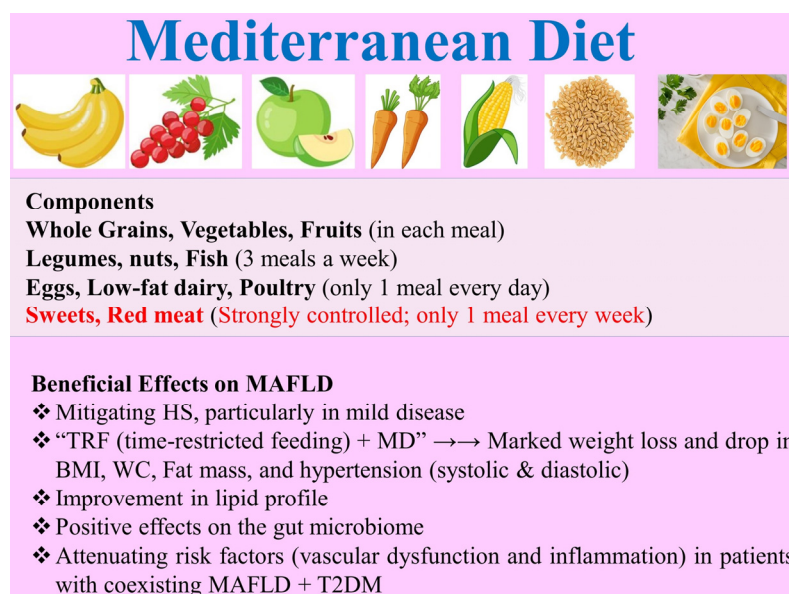 Mediterranean Diet
Components
Whole Grains, Vegetables, Fruits (in each meal)
Legumes, nuts, Fish (3 meals a week)
Eggs, Low-fat dairy, Poultry (only 1 meal every day)
Sweets, Red meat (Strongly controlled; only 1 meal every week)
Beneficial Effects on MAFLD
❖ Mitigating HS, particularly in mild disease
❖ “TRF (time-restricted feeding) + MD” →→ Marked weight loss and drop in
BMI, WC, Fat mass, and hypertension (systolic & diastolic)
❖ Improvement in lipid profile
❖ Positive effects on the gut microbiome
❖ Attenuating risk factors (vascular dysfunction and inflammation) in patients
with coexisting MAFLD + T2DM